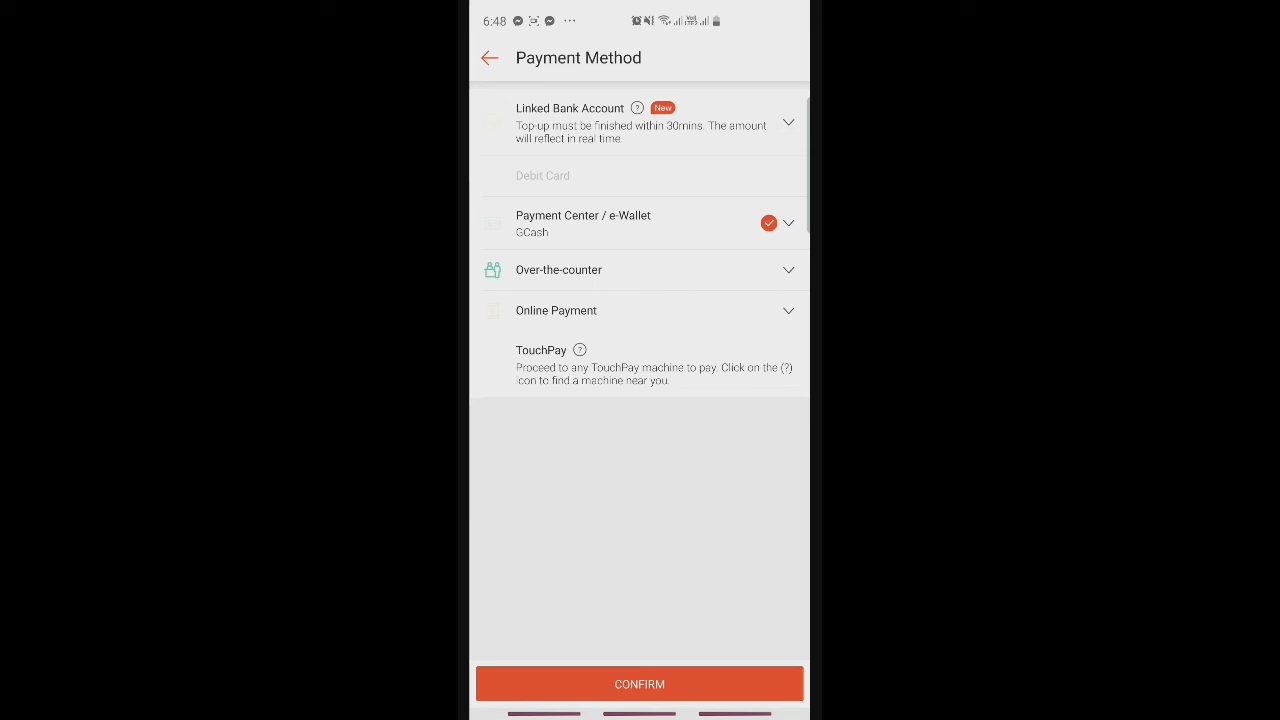 6:48
Payment Method
Linked Bank Account ? New
Top-up must be finished within 30mins. The amount
will reflect in real time.
Debit Card
Payment Center / e-Wallet
GCash
Over-the-counter
Online Payment
TouchPay ?
Proceed to any TouchPay machine to pay. Click on the (?)
icon to find a machine near you.
CONFIRM